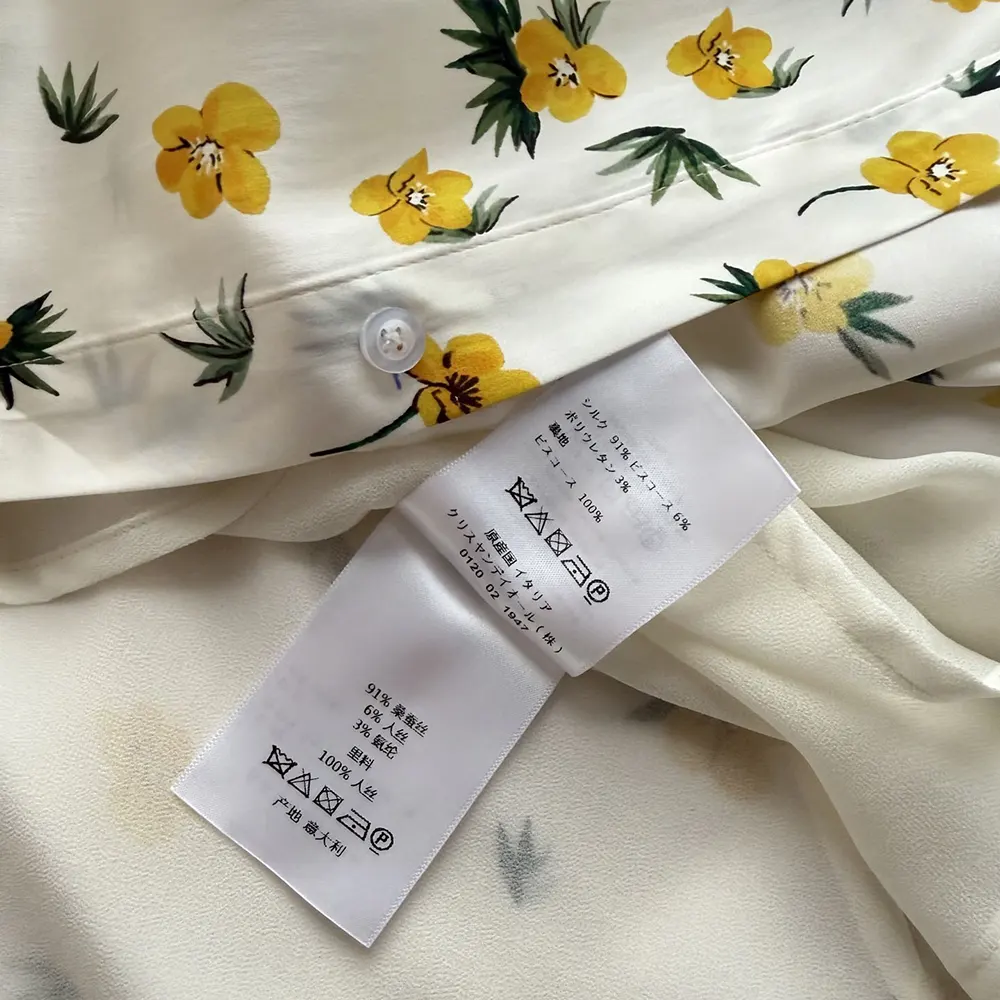 シルク 91% ビスコース 6%
ポリウレタン 3%
裏地
ビスコース 100%
P
原産国 イタリア
クリスチャンディオール(株)
0120 02 1947
91% 桑蚕丝
6% 人丝
3% 氨纶
里料
100% 人丝
P
产地 意大利